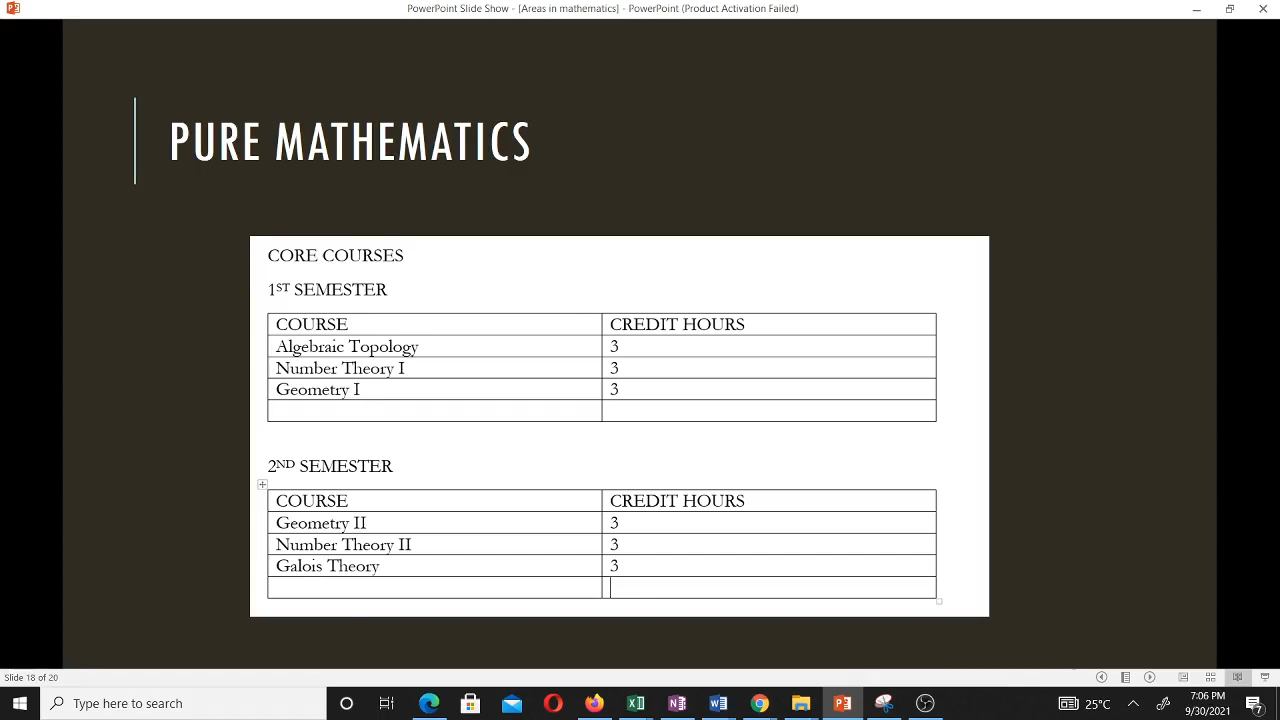 PowerPoint Slide Show - [Areas in mathematics] - PowerPoint (Product Activation Failed)
PURE MATHEMATICS
CORE COURSES
1ST SEMESTER
COURSE CREDIT HOURS
Algebraic Topology 3
Number Theory I 3
Geometry I 3
2ND SEMESTER
COURSE CREDIT HOURS
Geometry II 3
Number Theory II 3
Galois Theory 3
Slide 18 of 20
Type here to search
25°C
7:06 PM
9/30/2021
7